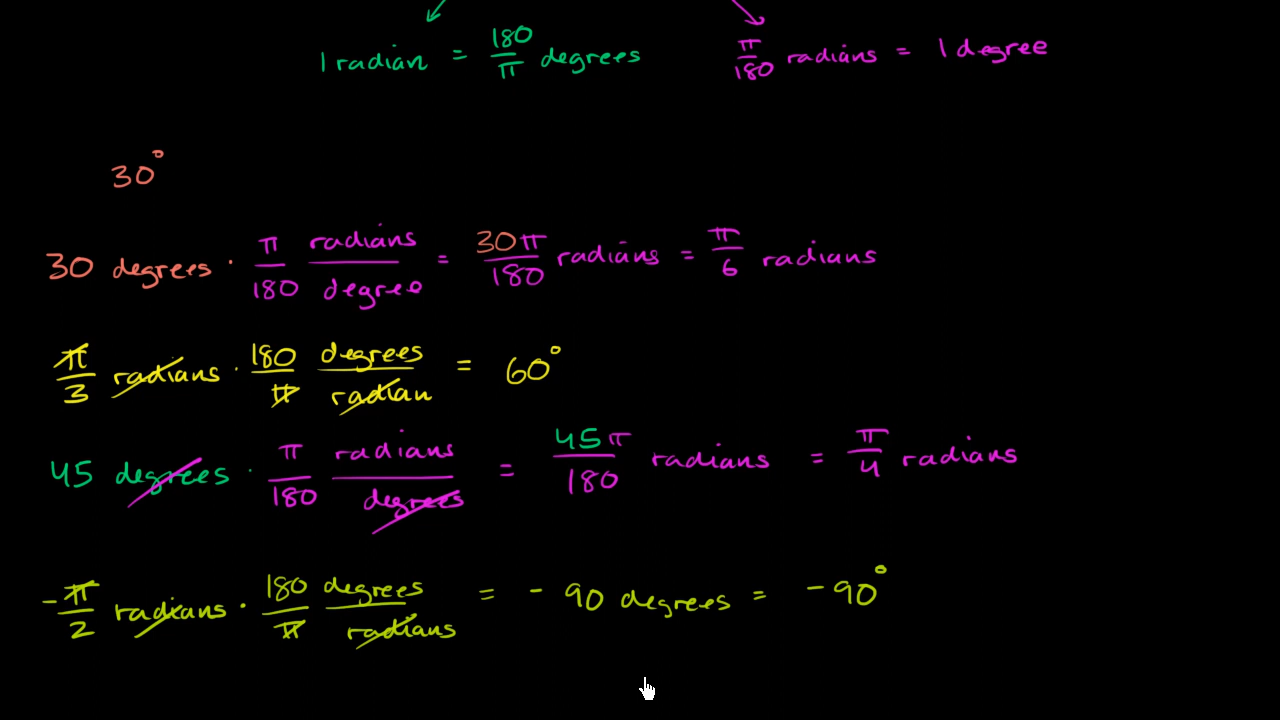 1 radian = 180/π degrees π/180 radians = 1 degree
30°
30 degrees · π/180 radians/degree = 30π/180 radians = π/6 radians
π/3 radians · 180/π degrees/radian = 60°
45 degrees · π/180 radians/degrees = 45π/180 radians = π/4 radians
-π/2 radians · 180/π degrees/radians = - 90 degrees = -90°